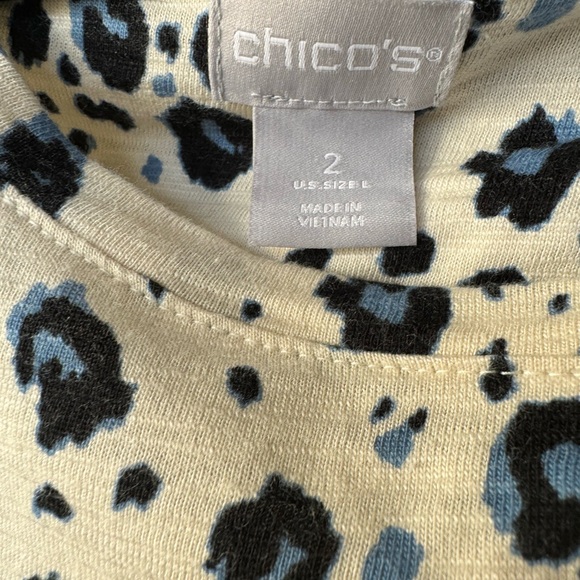 chico's®
2
U.S. SIZE L
MADE IN
VIETNAM